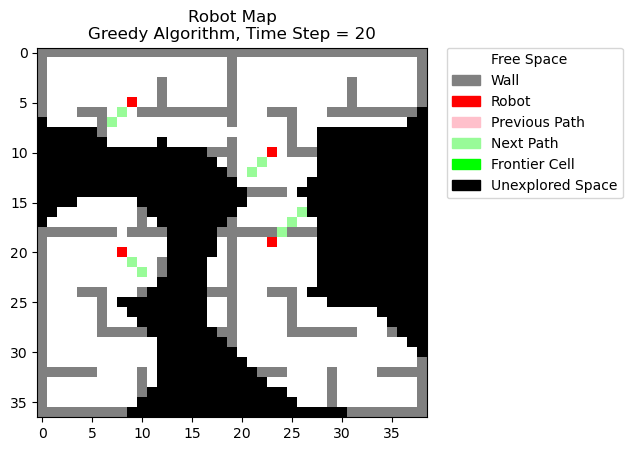 Robot Map
Greedy Algorithm, Time Step = 20
Free Space
Wall
Robot
Previous Path
Next Path
Frontier Cell
Unexplored Space
0
5
10
15
20
25
30
35
0 5 10 15 20 25 30 35